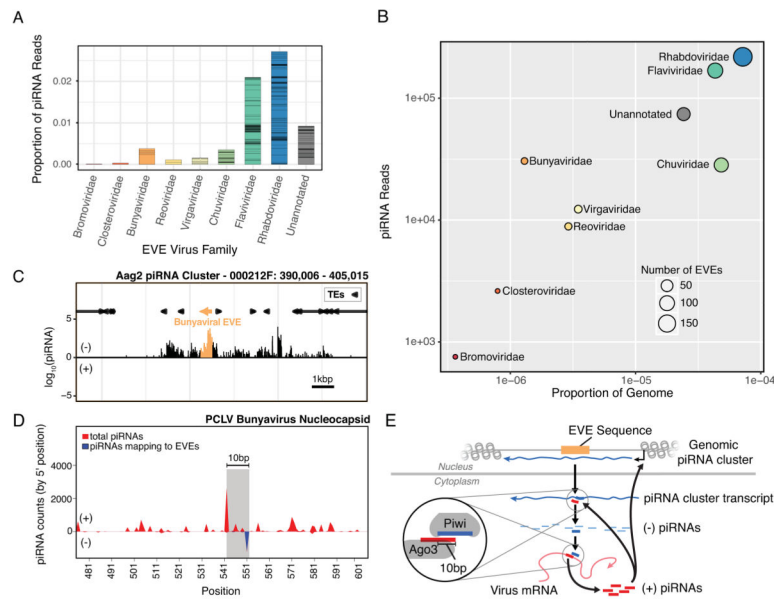 A
Proportion of piRNA Reads
0.02
0.01
0.00
Bromoviridae
Closteroviridae
Bunyaviridae
Reoviridae
Virgaviridae
Chuviridae
Flaviviridae
Rhabdoviridae
Unannotated
EVE Virus Family
B
piRNA Reads
1e+05
1e+04
1e+03
Rhabdoviridae
Flaviviridae
Unannotated
Bunyaviridae
Chuviridae
Virgaviridae
Reoviridae
Closteroviridae
Bromoviridae
Number of EVEs
50
100
150
1e-06
1e-05
1e-04
Proportion of Genome
C
Aag2 piRNA Cluster - 000212F: 390,006 - 405,015
TEs
Bunyaviral EVE
log10(piRNA)
5
0
−5
(-)
(+)
1kbp
D
PCLV Bunyavirus Nucleocapsid
total piRNAs
piRNAs mapping to EVEs
10bp
piRNA counts (by 5' position)
4000
2000
0
(+)
(-)
481
491
501
511
521
531
541
551
561
571
581
591
601
Position
E
EVE Sequence
Genomic
piRNA cluster
Nucleus
Cytoplasm
piRNA cluster transcript
Piwi
Ago3
10bp
(-) piRNAs
Virus mRNA
(+) piRNAs